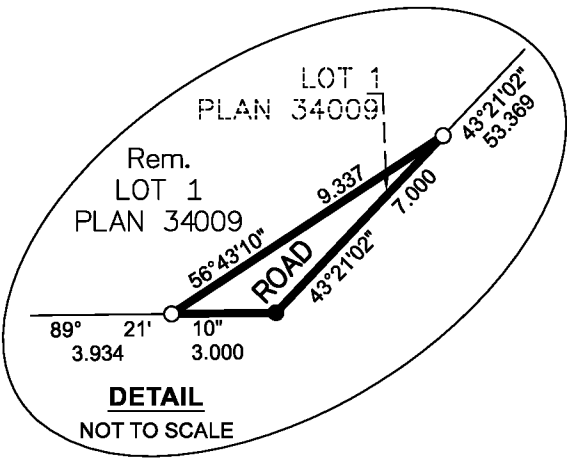 LOT 1
PLAN 34009
43°21'02"
53.369
Rem.
LOT 1
PLAN 34009
9.337
7.000
56°43'10"
ROAD
43°21'02"
89° 21' 10"
3.934 3.000
DETAIL
NOT TO SCALE